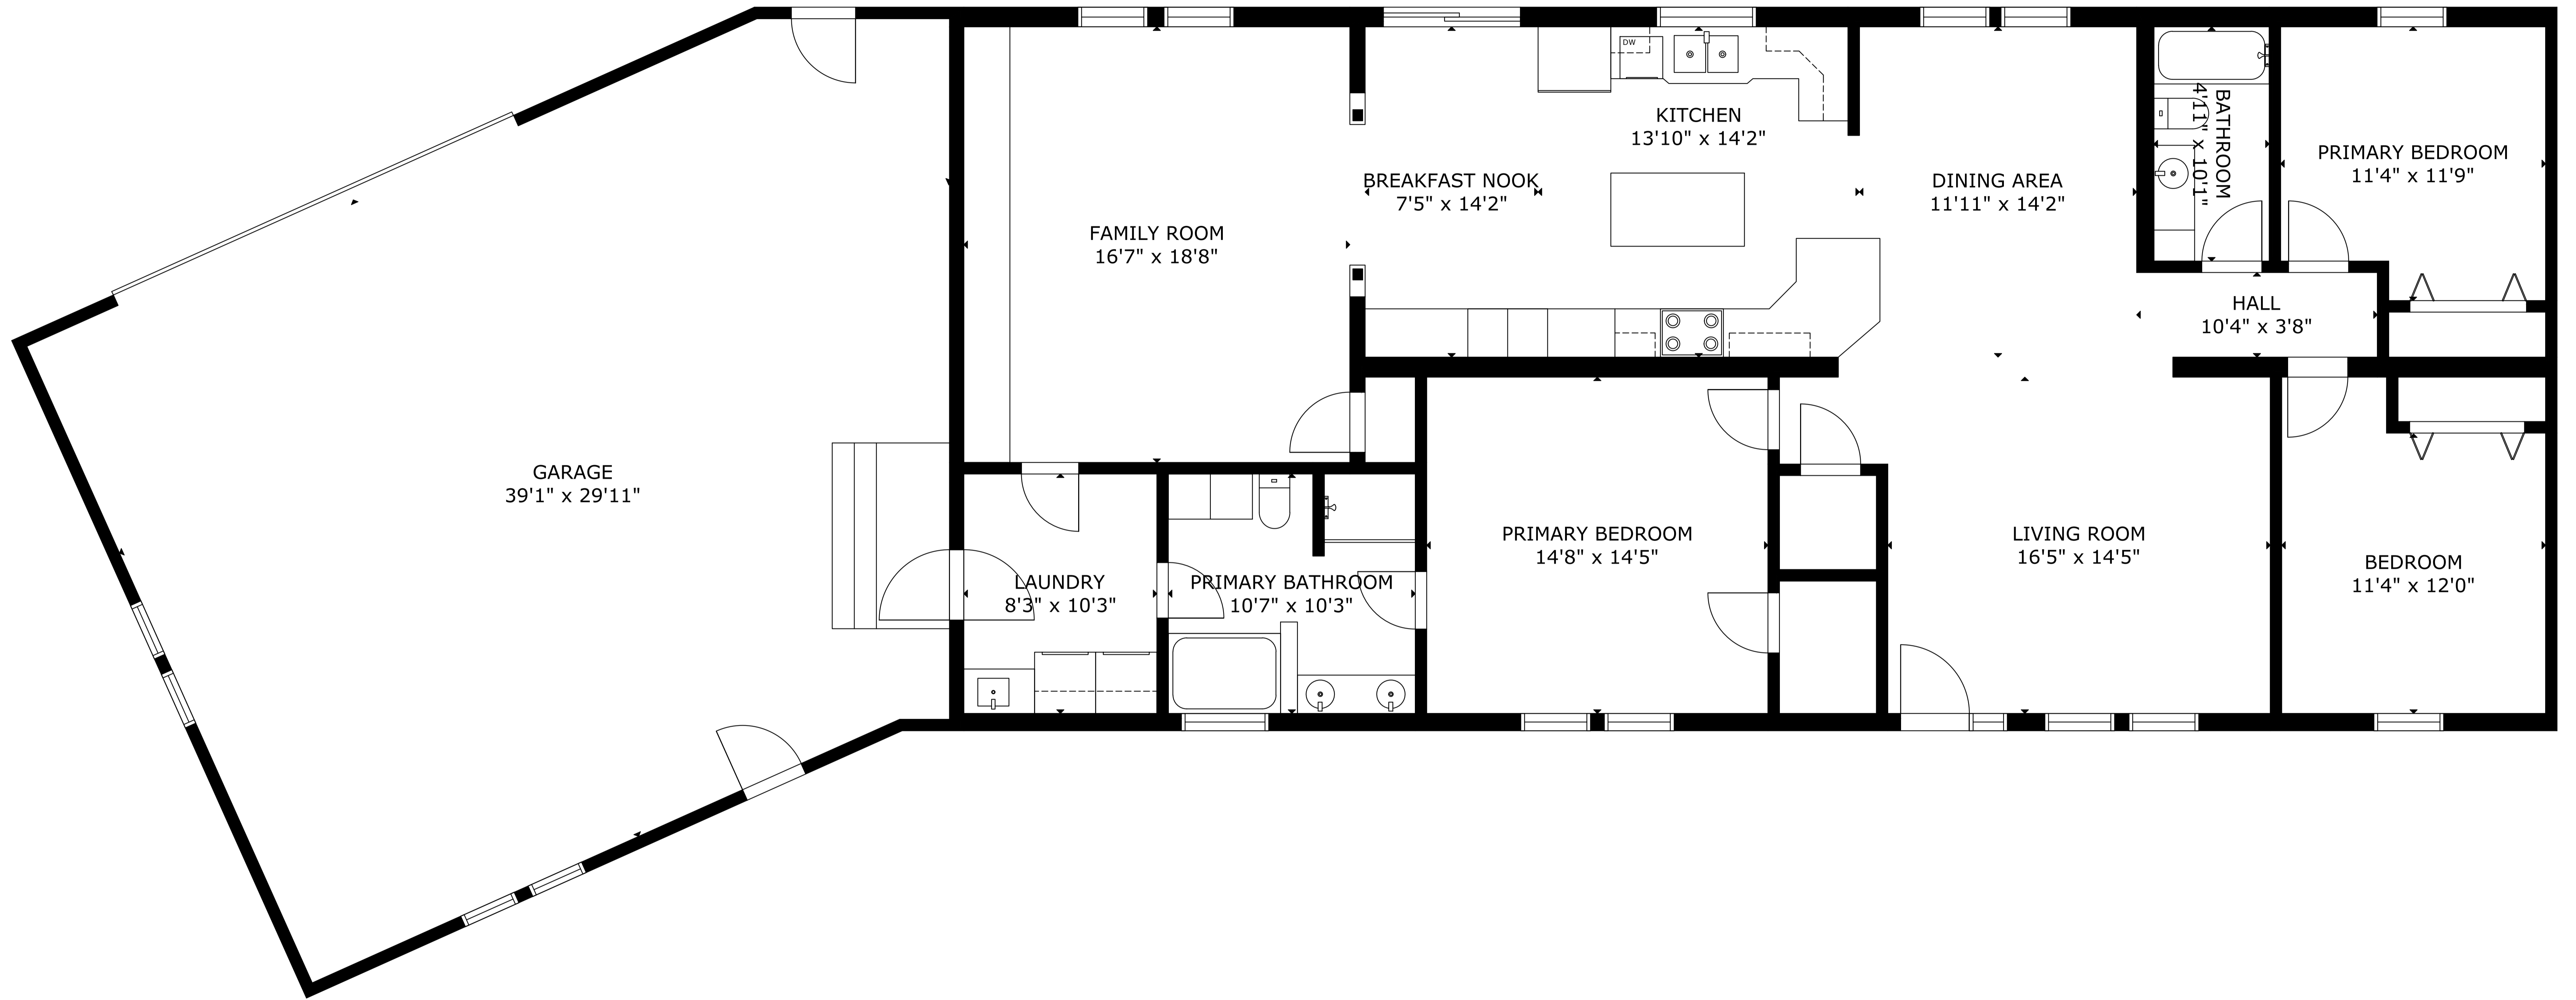 DW
KITCHEN
13'10" x 14'2"
BATHROOM
4'11" x 10'1"
PRIMARY BEDROOM
11'4" x 11'9"
BREAKFAST NOOK
7'5" x 14'2"
DINING AREA
11'11" x 14'2"
FAMILY ROOM
16'7" x 18'8"
HALL
10'4" x 3'8"
GARAGE
39'1" x 29'11"
PRIMARY BEDROOM
14'8" x 14'5"
LIVING ROOM
16'5" x 14'5"
BEDROOM
11'4" x 12'0"
LAUNDRY
8'3" x 10'3"
PRIMARY BATHROOM
10'7" x 10'3"